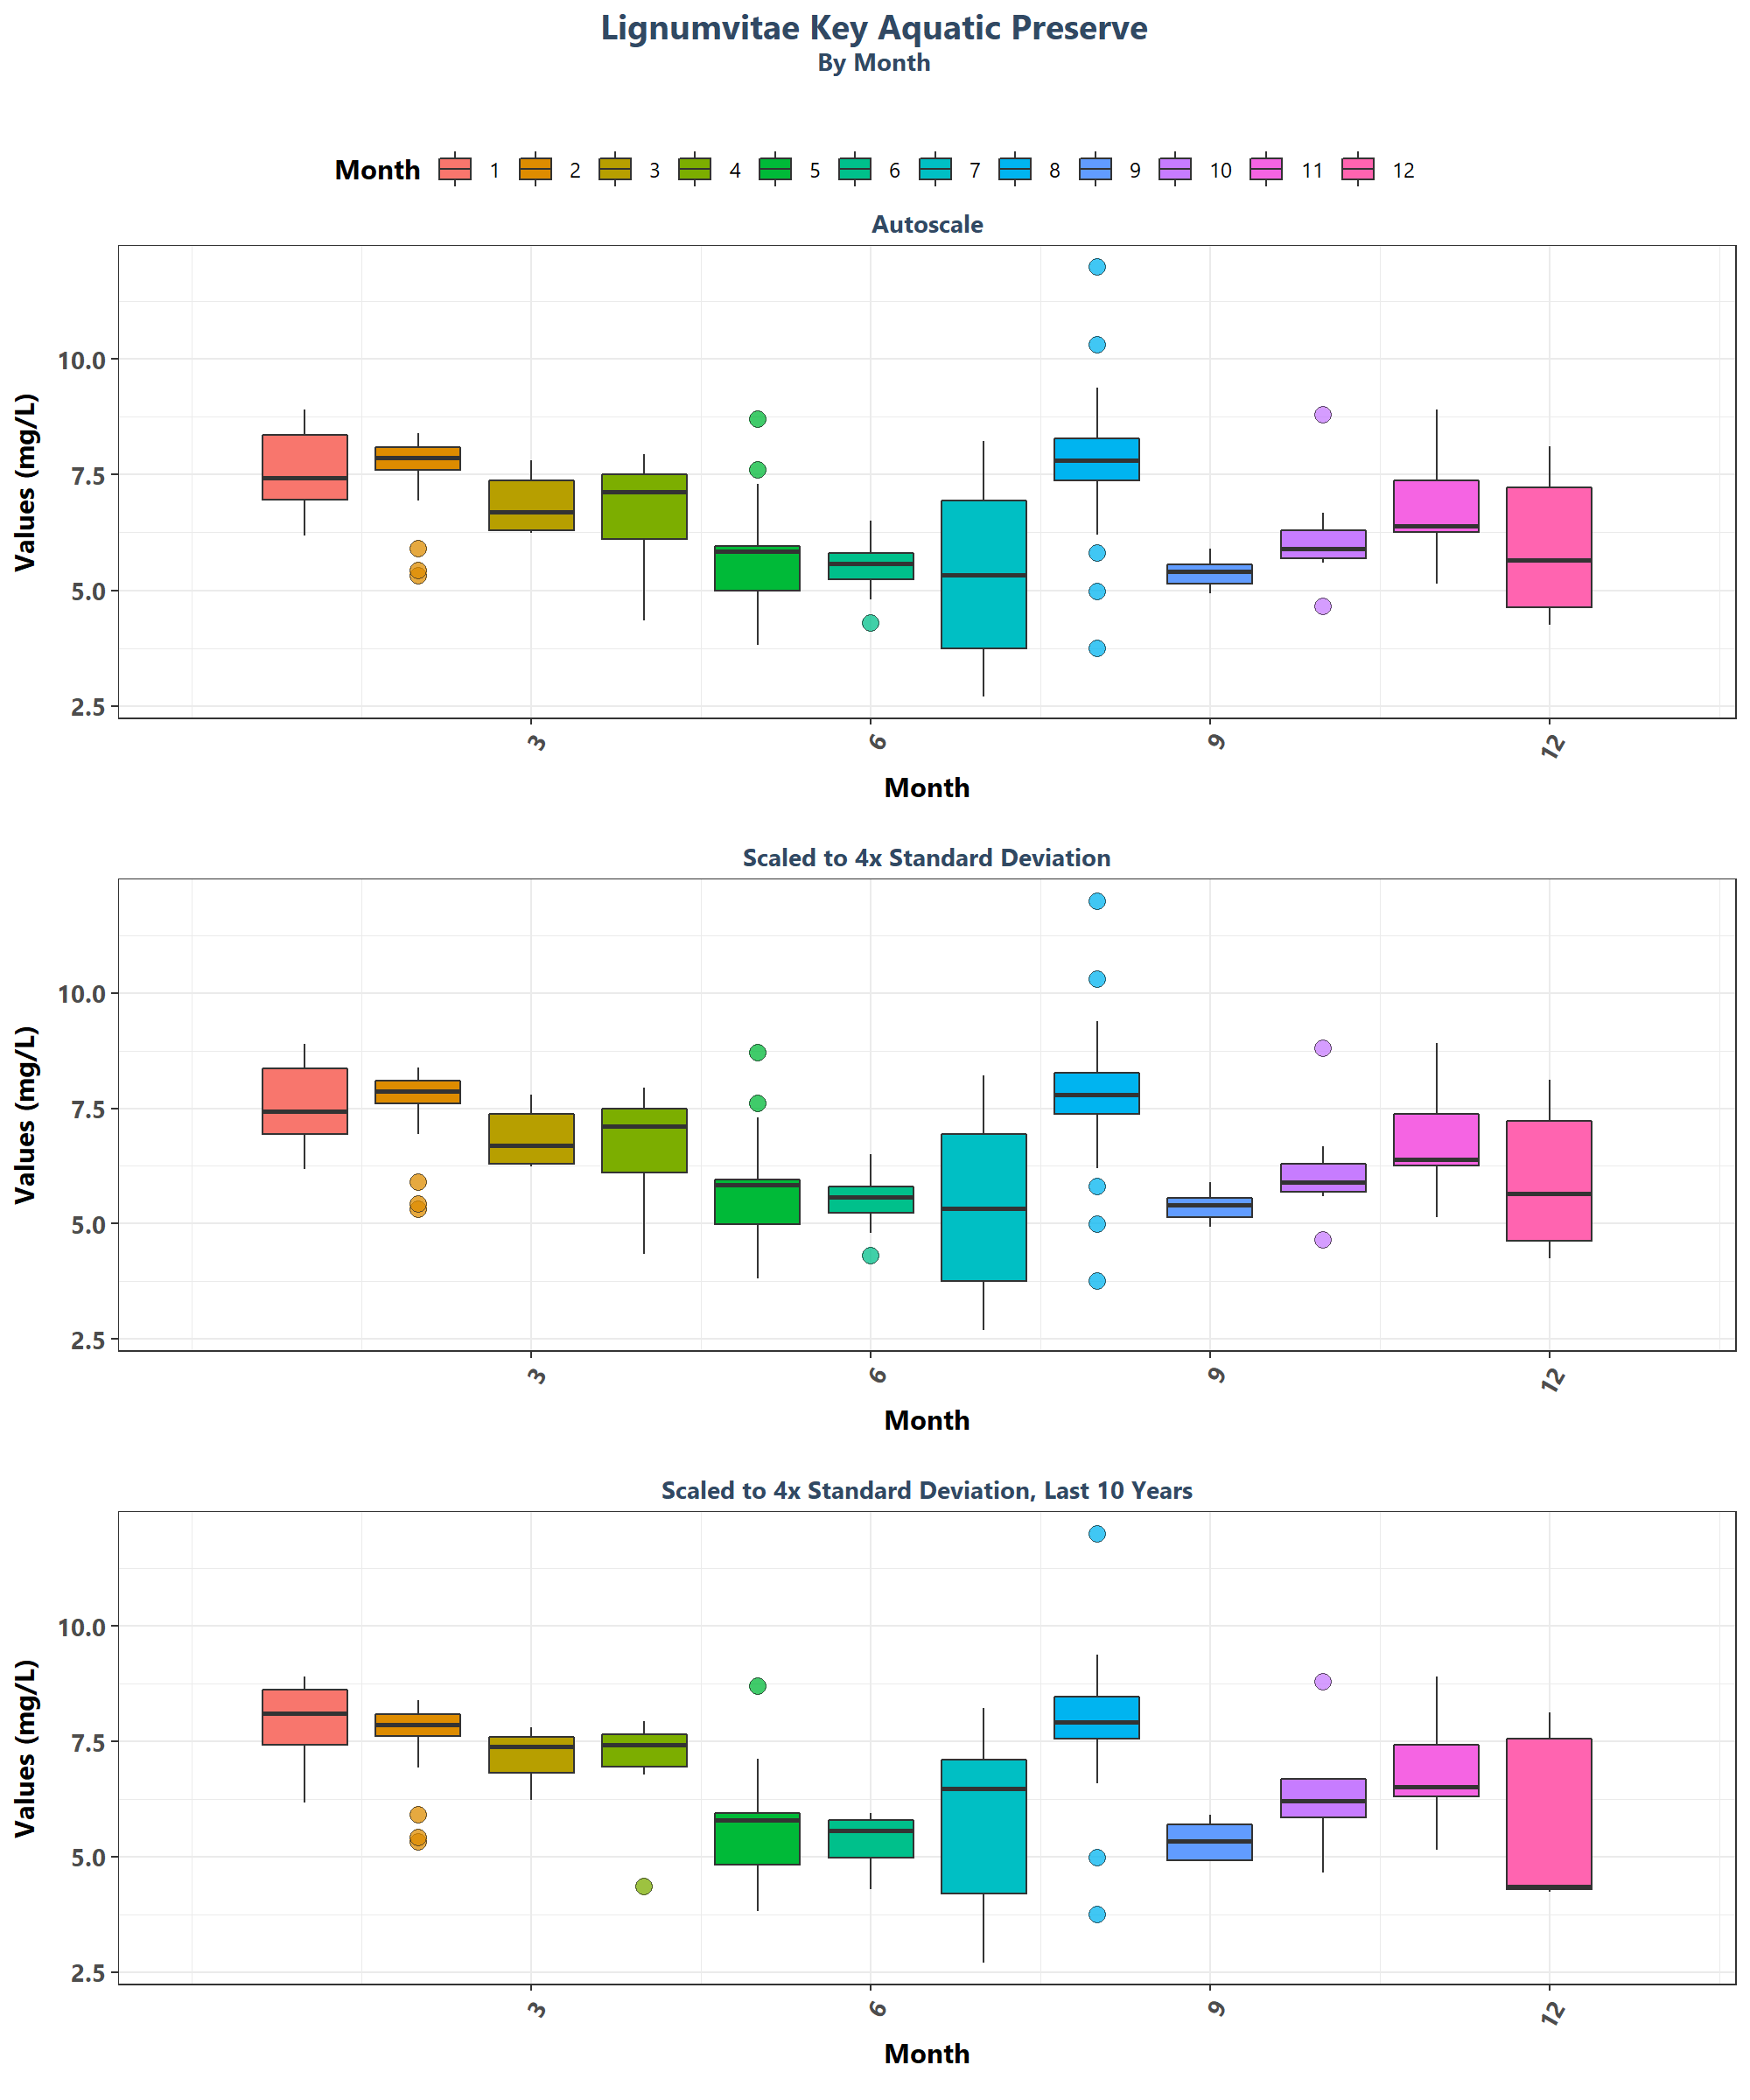 Lignumvitae Key Aquatic Preserve
By Month
Month 1 2 3 4 5 6 7 8 9 10 11 12
Autoscale
Values (mg/L)
10.0
7.5
5.0
2.5
3 6 9 12
Month
Scaled to 4x Standard Deviation
Values (mg/L)
10.0
7.5
5.0
2.5
3 6 9 12
Month
Scaled to 4x Standard Deviation, Last 10 Years
Values (mg/L)
10.0
7.5
5.0
2.5
3 6 9 12
Month